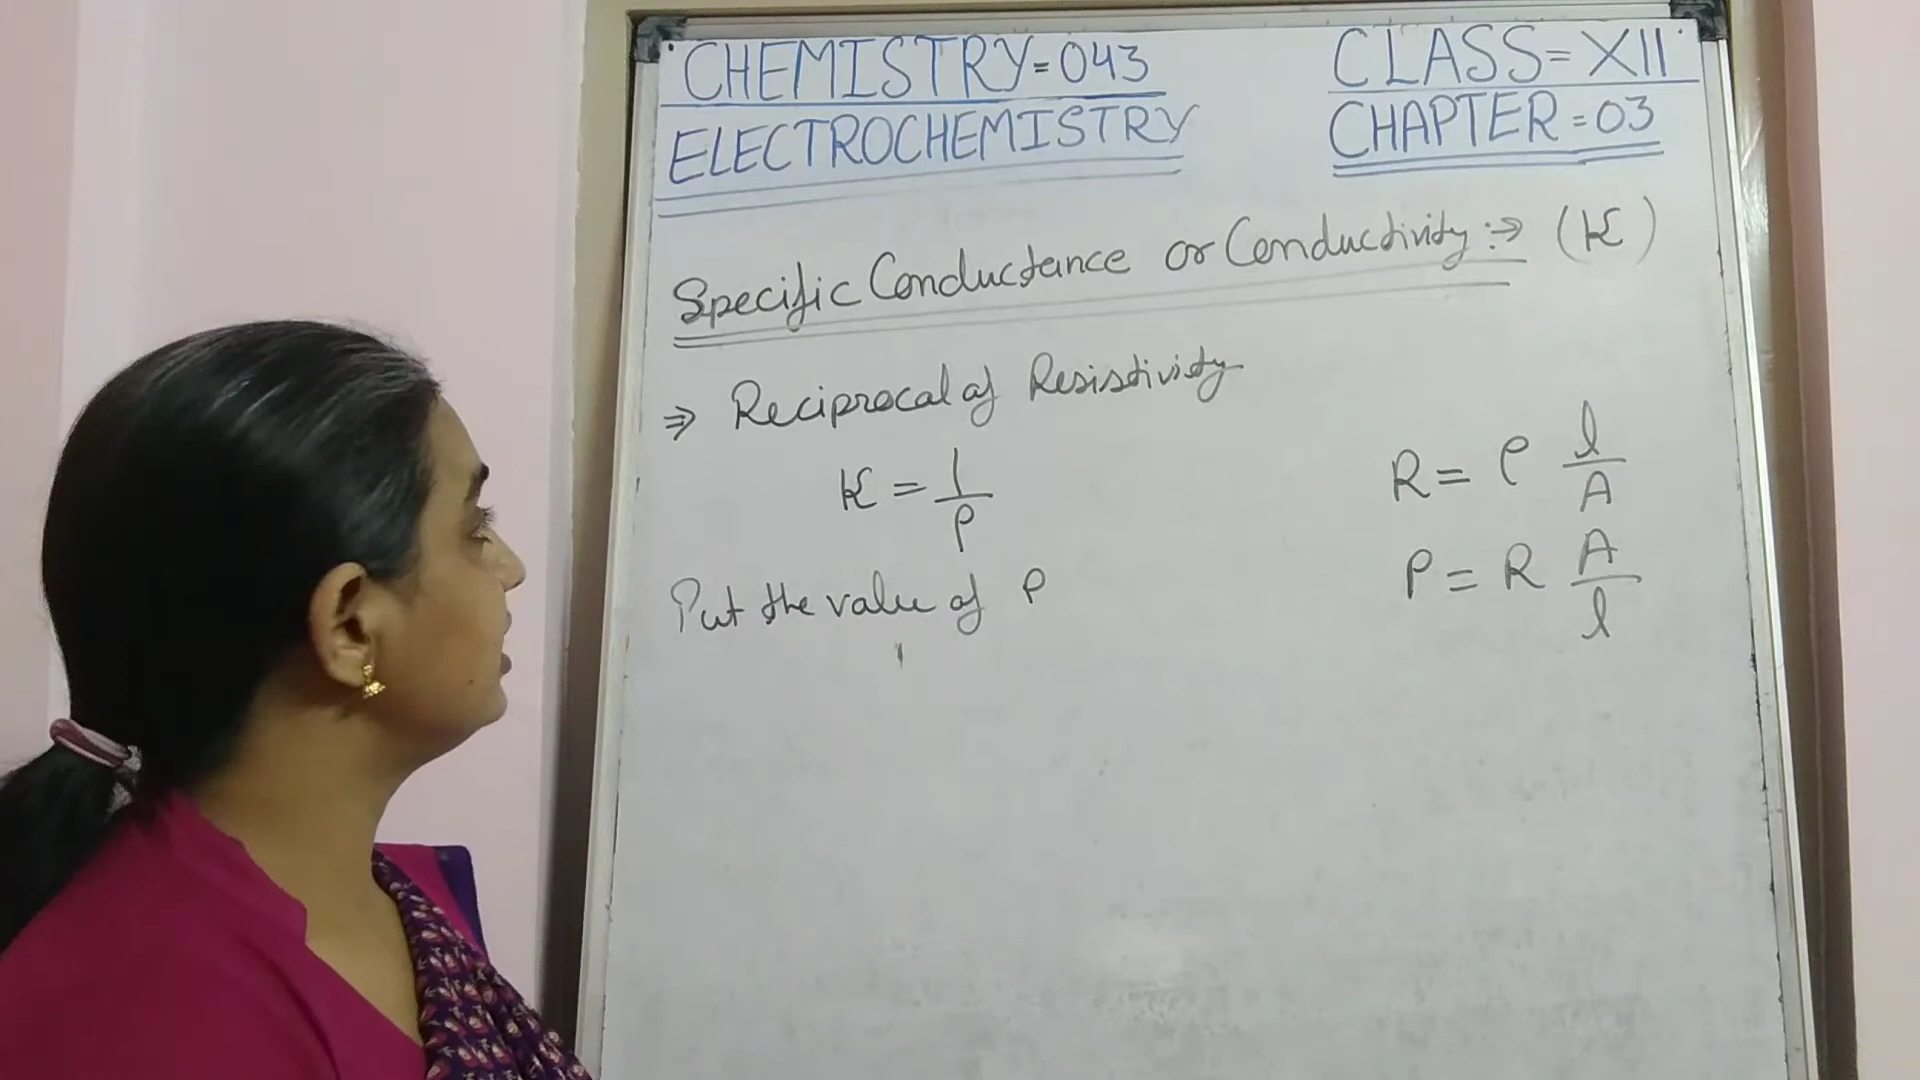 CHEMISTRY=043 CLASS=XII
ELECTROCHEMISTRY CHAPTER=03
Specific Conductance or Conductivity :⇒ (K)
⇒ Reciprocal of Resistivity
K = 1/ρ
R = ρ l/A
Put the value of ρ
ρ = R A/l